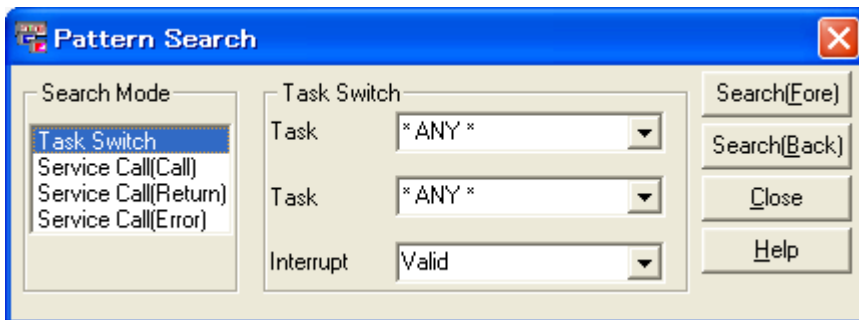 Pattern Search
Search Mode
Task Switch
Service Call(Call)
Service Call(Return)
Service Call(Error)
Task Switch
Task
* ANY *
Task
* ANY *
Interrupt
Valid
Search(Fore)
Search(Back)
Close
Help